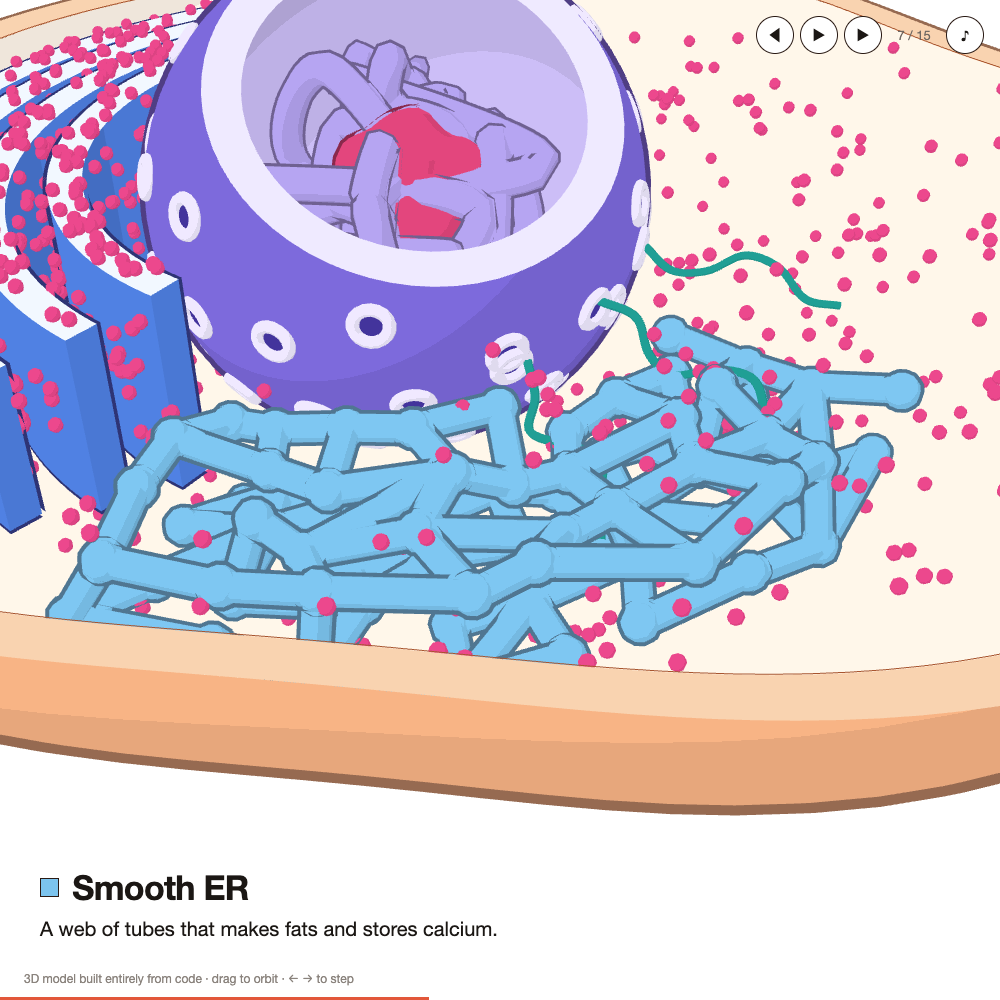 7 / 15
Smooth ER
A web of tubes that makes fats and stores calcium.
3D model built entirely from code · drag to orbit · ← → to step